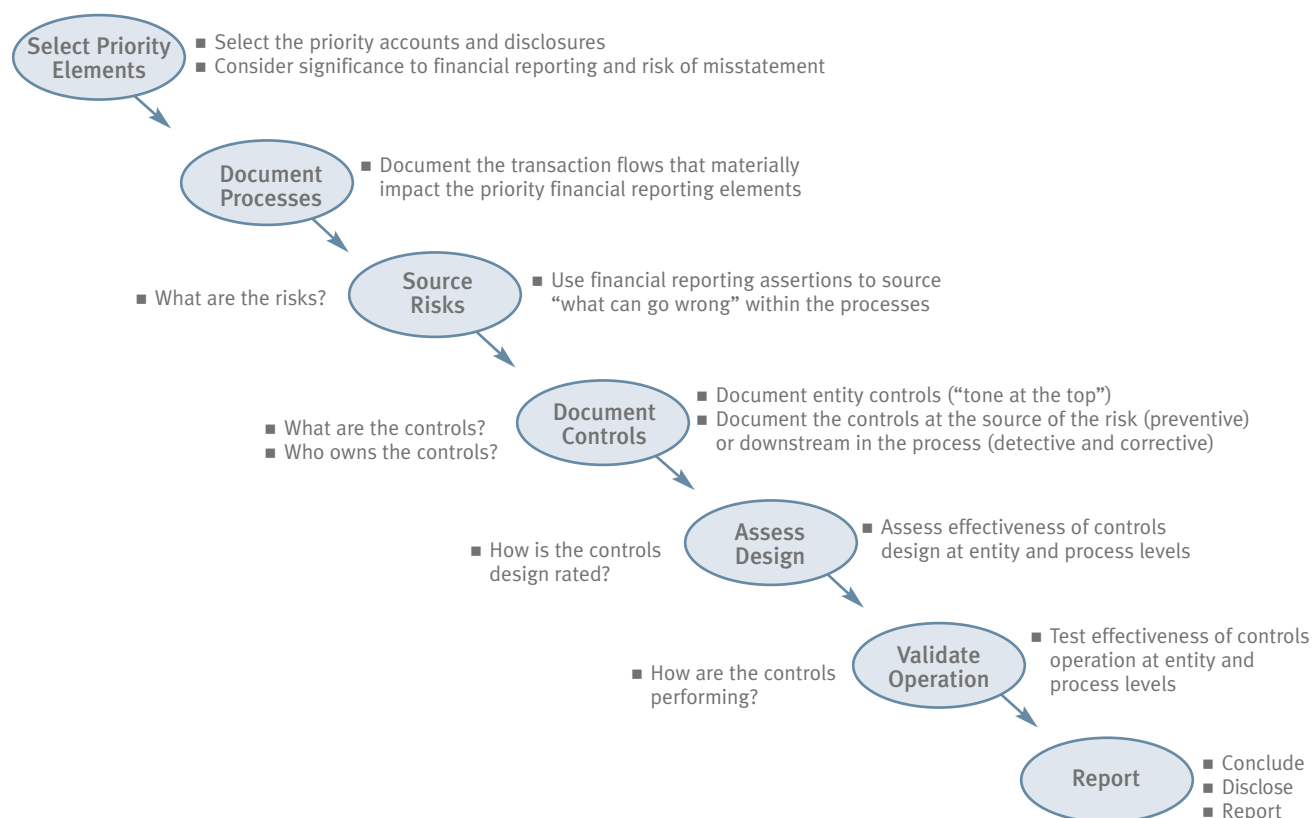 Select Priority
Elements
■ Select the priority accounts and disclosures
■ Consider significance to financial reporting and risk of misstatement
Document
Processes
■ Document the transaction flows that materially
impact the priority financial reporting elements
■ What are the risks?
Source
Risks
■ Use financial reporting assertions to source
“what can go wrong” within the processes
■ What are the controls?
■ Who owns the controls?
Document
Controls
■ Document entity controls (“tone at the top”)
■ Document the controls at the source of the risk (preventive)
or downstream in the process (detective and corrective)
■ How is the controls
design rated?
Assess
Design
■ Assess effectiveness of controls
design at entity and process levels
■ How are the controls
performing?
Validate
Operation
■ Test effectiveness of controls
operation at entity and
process levels
Report
■ Conclude
■ Disclose
■ Report